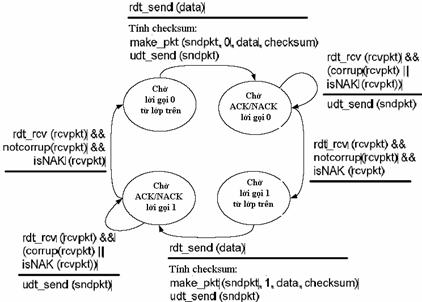 rdt_send (data)
Tính checksum:
make_pkt (sndpkt, 0, data, checksum)
udt_send (sndpkt)
Chờ
lời gọi 0
từ lớp trên
Chờ
ACK/NACK
lời gọi 0
rdt_rcv (rcvpkt) &&
(corrup(rcvpkt) ||
isNAK (rcvpkt))
udt_send (sndpkt)
rdt_rcv (rcvpkt) &&
notcorrup(rcvpkt) &&
isNAK (rcvpkt)
rdt_rcv (rcvpkt) &&
notcorrup(rcvpkt) &&
isNAK (rcvpkt)
Chờ
ACK/NACK
lời gọi 1
Chờ
lời gọi 1
từ lớp trên
rdt_rcv (rcvpkt) &&
(corrup(rcvpkt) ||
isNAK (rcvpkt))
udt_send (sndpkt)
rdt_send (data)
Tính checksum:
make_pkt (sndpkt, 1, data, checksum)
udt_send (sndpkt)